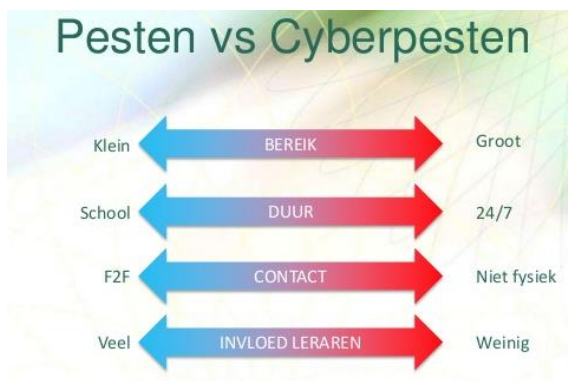 Pesten vs Cyberpesten
Klein BEREIK Groot
School DUUR 24/7
F2F CONTACT Niet fysiek
Veel INVLOED LERAREN Weinig